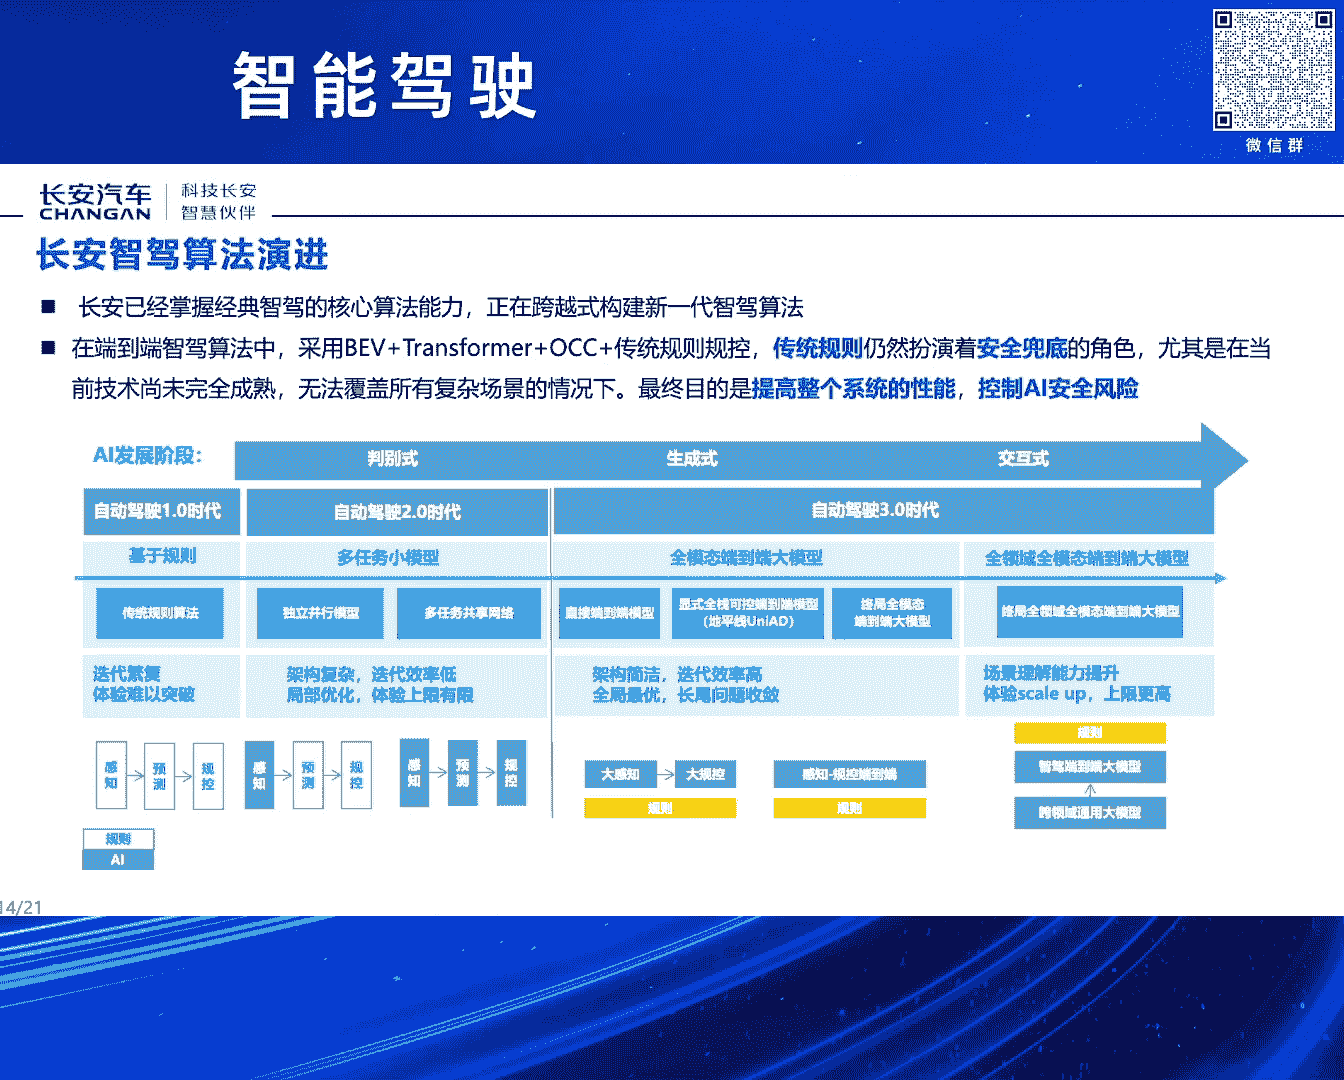 智能驾驶
微信群
长安汽车
CHANGAN
科技长安
智慧伙伴
长安智驾算法演进
长安已经掌握经典智驾的核心算法能力，正在跨越式构建新一代智驾算法
在端到端智驾算法中，采用BEV+Transformer+OCC+传统规则规控，传统规则仍然扮演着安全兜底的角色，尤其是在当
前技术尚未完全成熟，无法覆盖所有复杂场景的情况下。最终目的是提高整个系统的性能，控制AI安全风险
AI发展阶段：
判别式
生成式
交互式
自动驾驶1.0时代
自动驾驶2.0时代
自动驾驶3.0时代
基于规则
多任务小模型
全模态端到端大模型
全领域全模态端到端大模型
传统规则算法
独立并行模型
多任务共享网络
直接端到端模型
显式全栈可控端到端模型
（地平线UniAD）
终局全模态
端到端大模型
终局全领域全模态端到端大模型
迭代繁复
体验难以突破
架构复杂，迭代效率低
局部优化，体验上限有限
架构简洁，迭代效率高
全局最优，长尾问题收敛
场景理解能力提升
体验scale up，上限更高
感知
预测
规控
感知
预测
规控
感知
预测
规控
大感知
大规控
规则
感知-规控端到端
规则
规则
智驾端到端大模型
跨领域通用大模型
规则
AI
14/21